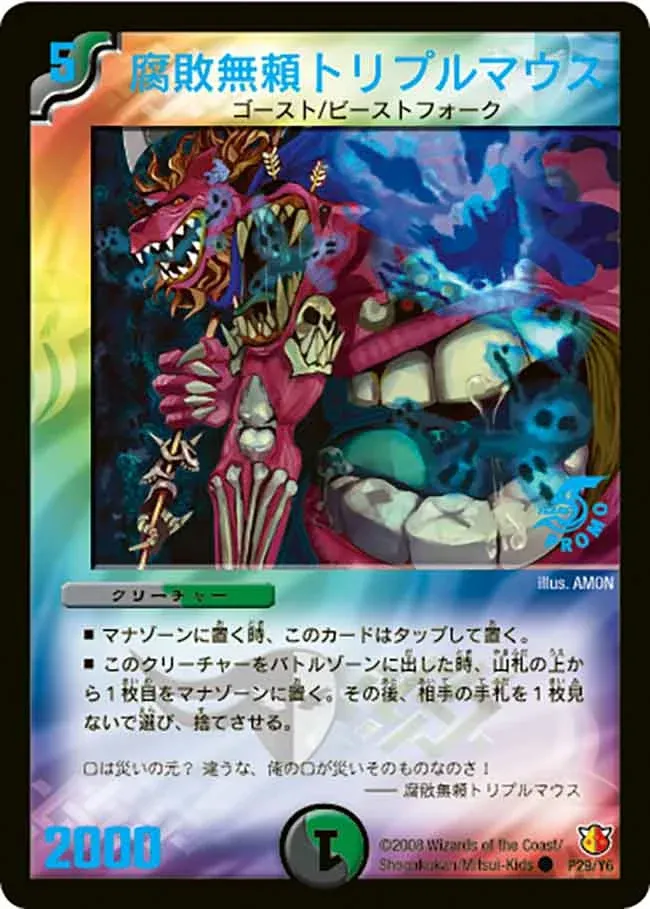 5
腐敗無頼トリプルマウス
ゴースト/ビーストフォーク
PROMO
illus. AMON
クリーチャー
■ マナゾーンに置く時、このカードはタップして置く。
■ このクリーチャーをバトルゾーンに出した時、山札の上か
ら1枚目をマナゾーンに置く。その後、相手の手札を1枚見
ないで選び、捨てさせる。
口は災いの元? 違うな、俺の口が災いそのものなのさ!
—— 腐敗無頼トリプルマウス
2000
1
©2008 Wizards of the Coast/
Shogakukan/Mitsui-Kids
P29/Y6